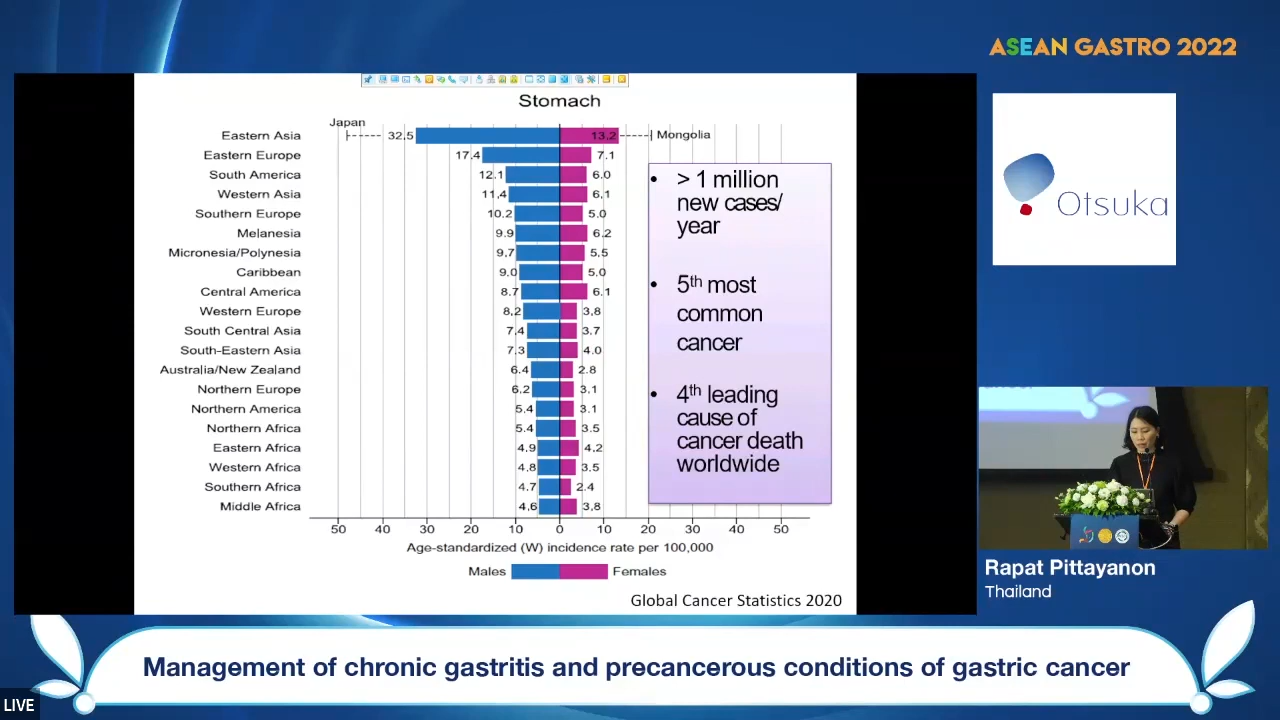 ASEAN GASTRO 2022
Otsuka
Stomach
Japan
Eastern Asia 32.5 13.2 Mongolia
Eastern Europe 17.4 7.1
South America 12.1 6.0
Western Asia 11.4 6.1
Southern Europe 10.2 5.0
Melanesia 9.9 6.2
Micronesia/Polynesia 9.7 5.5
Caribbean 9.0 5.0
Central America 8.7 6.1
Western Europe 8.2 3.8
South Central Asia 7.4 3.7
South-Eastern Asia 7.3 4.0
Australia/New Zealand 6.4 2.8
Northern Europe 6.2 3.1
Northern America 5.4 3.1
Northern Africa 5.4 3.5
Eastern Africa 4.9 4.2
Western Africa 4.8 3.5
Southern Africa 4.7 2.4
Middle Africa 4.6 3.8
50 40 30 20 10 0 10 20 30 40 50
Age-standardized (W) incidence rate per 100,000
Males Females
• > 1 million
new cases/
year
• 5th most
common
cancer
• 4th leading
cause of
cancer death
worldwide
Global Cancer Statistics 2020
Rapat Pittayanon
Thailand
Management of chronic gastritis and precancerous conditions of gastric cancer
LIVE